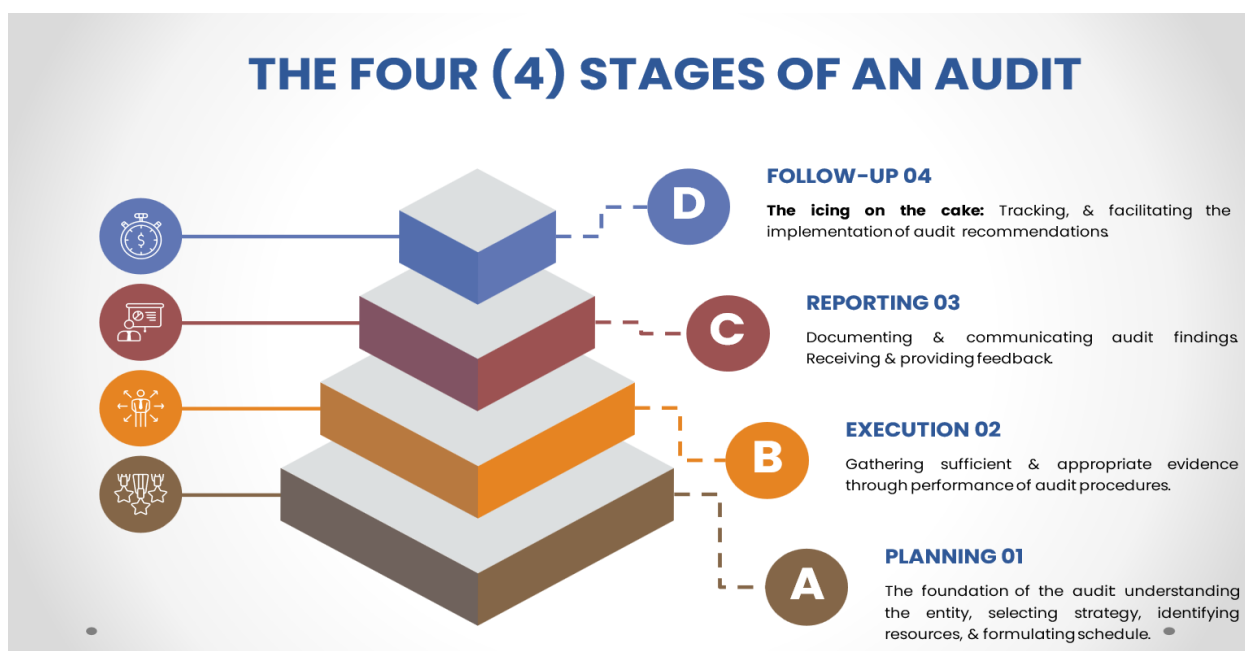 THE FOUR (4) STAGES OF AN AUDIT
D
FOLLOW-UP 04
The icing on the cake: Tracking, & facilitating the
implementation of audit recommendations.
C
REPORTING 03
Documenting & communicating audit findings.
Receiving & providing feedback.
B
EXECUTION 02
Gathering sufficient & appropriate evidence
through performance of audit procedures.
A
PLANNING 01
The foundation of the audit: understanding
the entity, selecting strategy, identifying
resources, & formulating schedule.
$